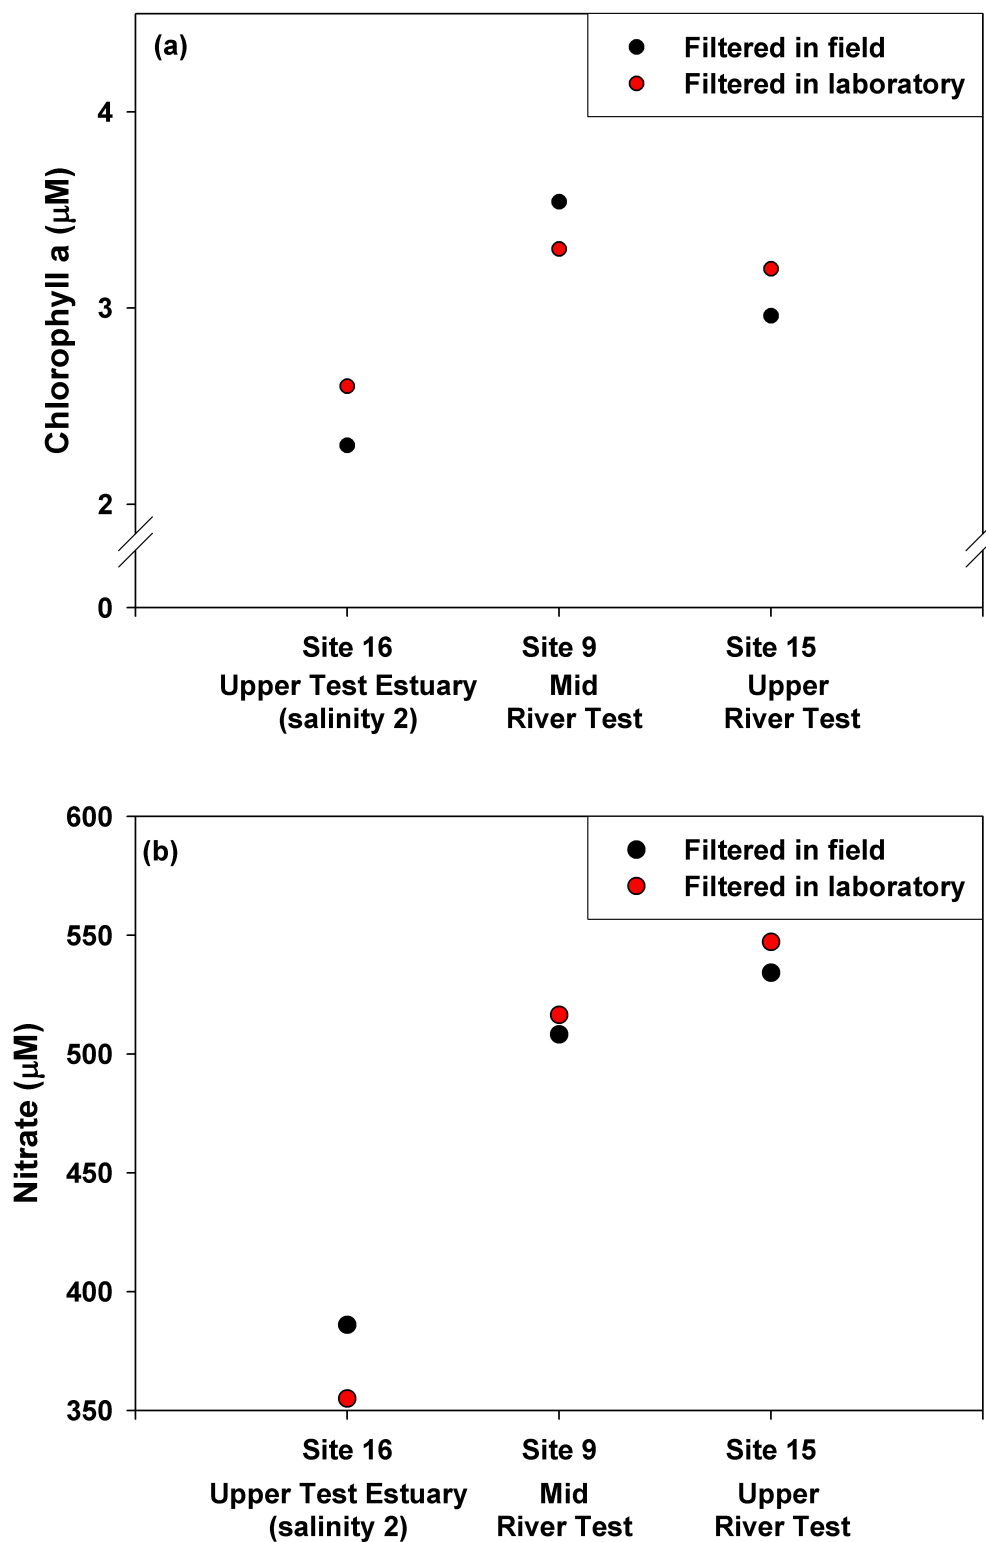 (a)
Filtered in field
Filtered in laboratory
4
3
2
0
Chlorophyll a (μM)
Site 16
Site 9
Site 15
Upper Test Estuary
(salinity 2)
Mid
River Test
Upper
River Test
(b)
Filtered in field
Filtered in laboratory
600
550
500
450
400
350
Nitrate (μM)
Site 16
Site 9
Site 15
Upper Test Estuary
(salinity 2)
Mid
River Test
Upper
River Test